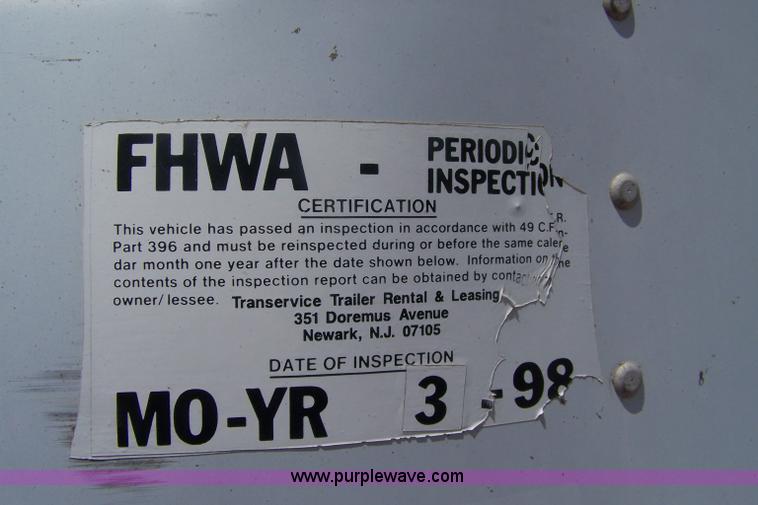 FHWA - PERIODIC
INSPECTION
CERTIFICATION
This vehicle has passed an inspection in accordance with 49 C.F.R.
Part 396 and must be reinspected during or before the same calen-
dar month one year after the date shown below. Information on the
contents of the inspection report can be obtained by
owner/lessee. Transervice Trailer Rental & Leasing
351 Doremus Avenue
Newark, N.J. 07105
DATE OF INSPECTION
MO-YR 3 - 98
www.purplewave.com